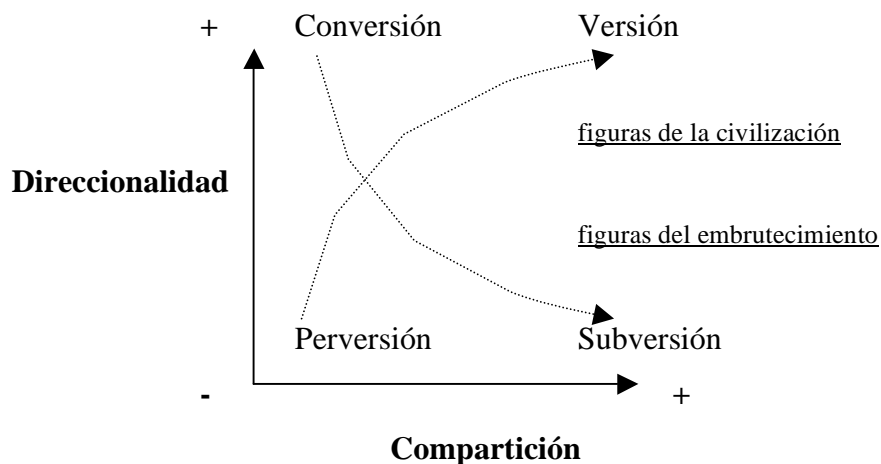 + Conversión Versión
figuras de la civilización
Direccionalidad
figuras del embrutecimiento
Perversión Subversión
- +
Compartición